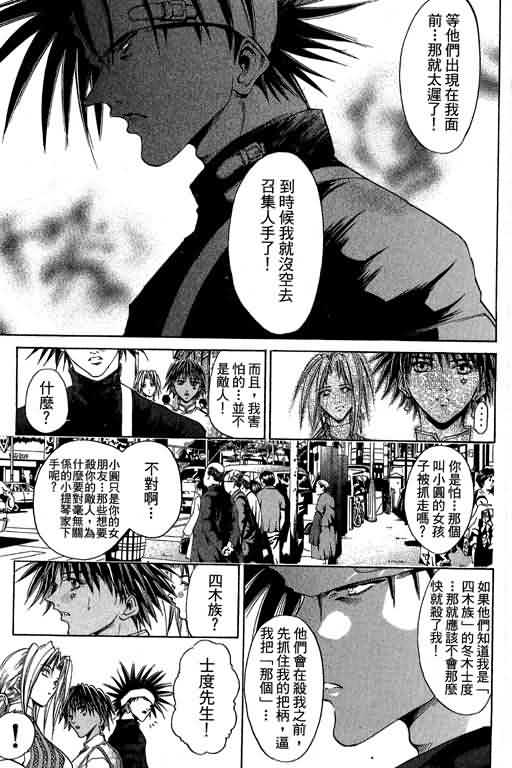 等他們出現在我面
前…那就太遲了！
到時候我就沒空去
召集人手了！
…
而且，我害
怕的…並不
是敵人！
什麼？
你是怕…那個
叫小圓的女孩
子被抓走嗎？
不對啊…
小圓只是你的女
朋友…那些想要
殺你的敵人，為
什麼要對毫無關
係的小提琴家下
手呢？
如果他們知道我是「
四木族」的冬木士度
…那就應該不會那麼
快就殺了我！
他們會在殺我之前，
先抓住我的把柄，逼
我把「那個」…
四木族？
士度先生！
！